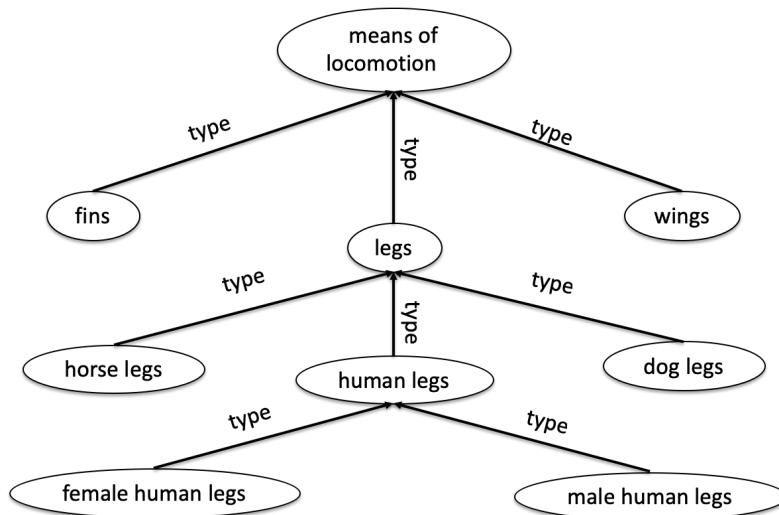 means of
locomotion
type
type
type
fins
wings
legs
type
type
type
horse legs
human legs
dog legs
type
type
female human legs
male human legs